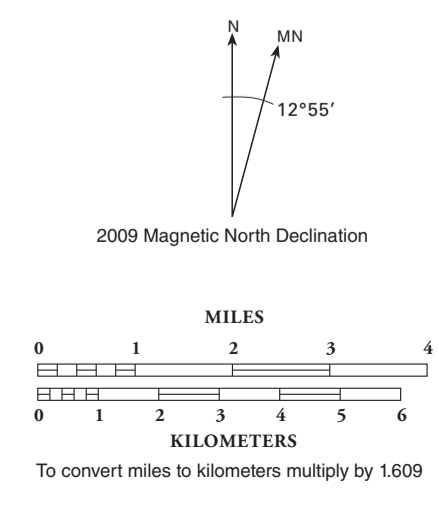 N
MN
12°55′
2009 Magnetic North Declination
MILES
0 1 2 3 4
0 1 2 3 4 5 6
KILOMETERS
To convert miles to kilometers multiply by 1.609